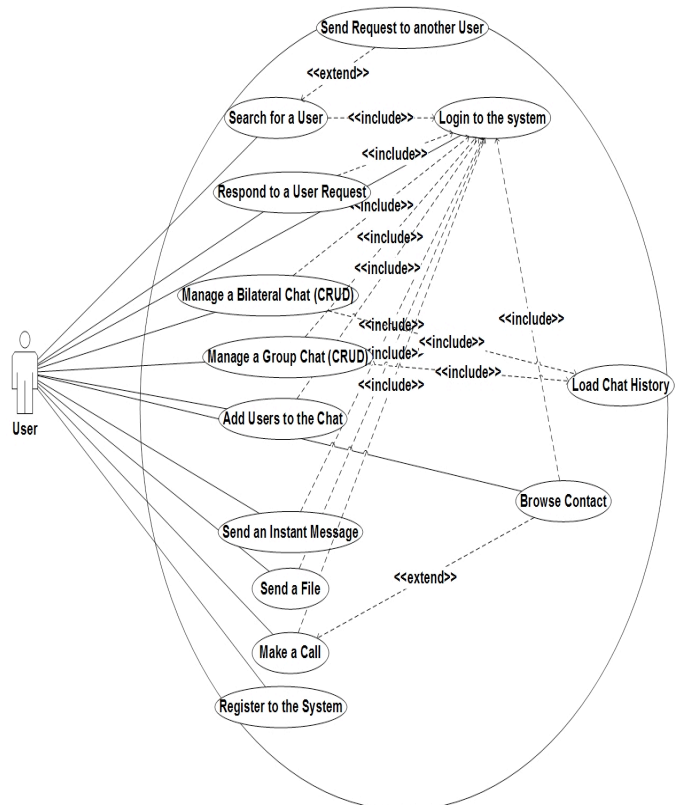 Send Request to another User
<<extend>>
Search for a User
<<include>>
Login to the system
<<include>>
Respond to a User Request
<<include>>
<<include>>
<<include>>
Manage a Bilateral Chat (CRUD)
<<include>>
<<include>>
<<include>>
Manage a Group Chat (CRUD)
<<include>>
<<include>>
<<include>>
Load Chat History
User
Add Users to the Chat
Browse Contact
Send an Instant Message
<<extend>>
Send a File
Make a Call
Register to the System